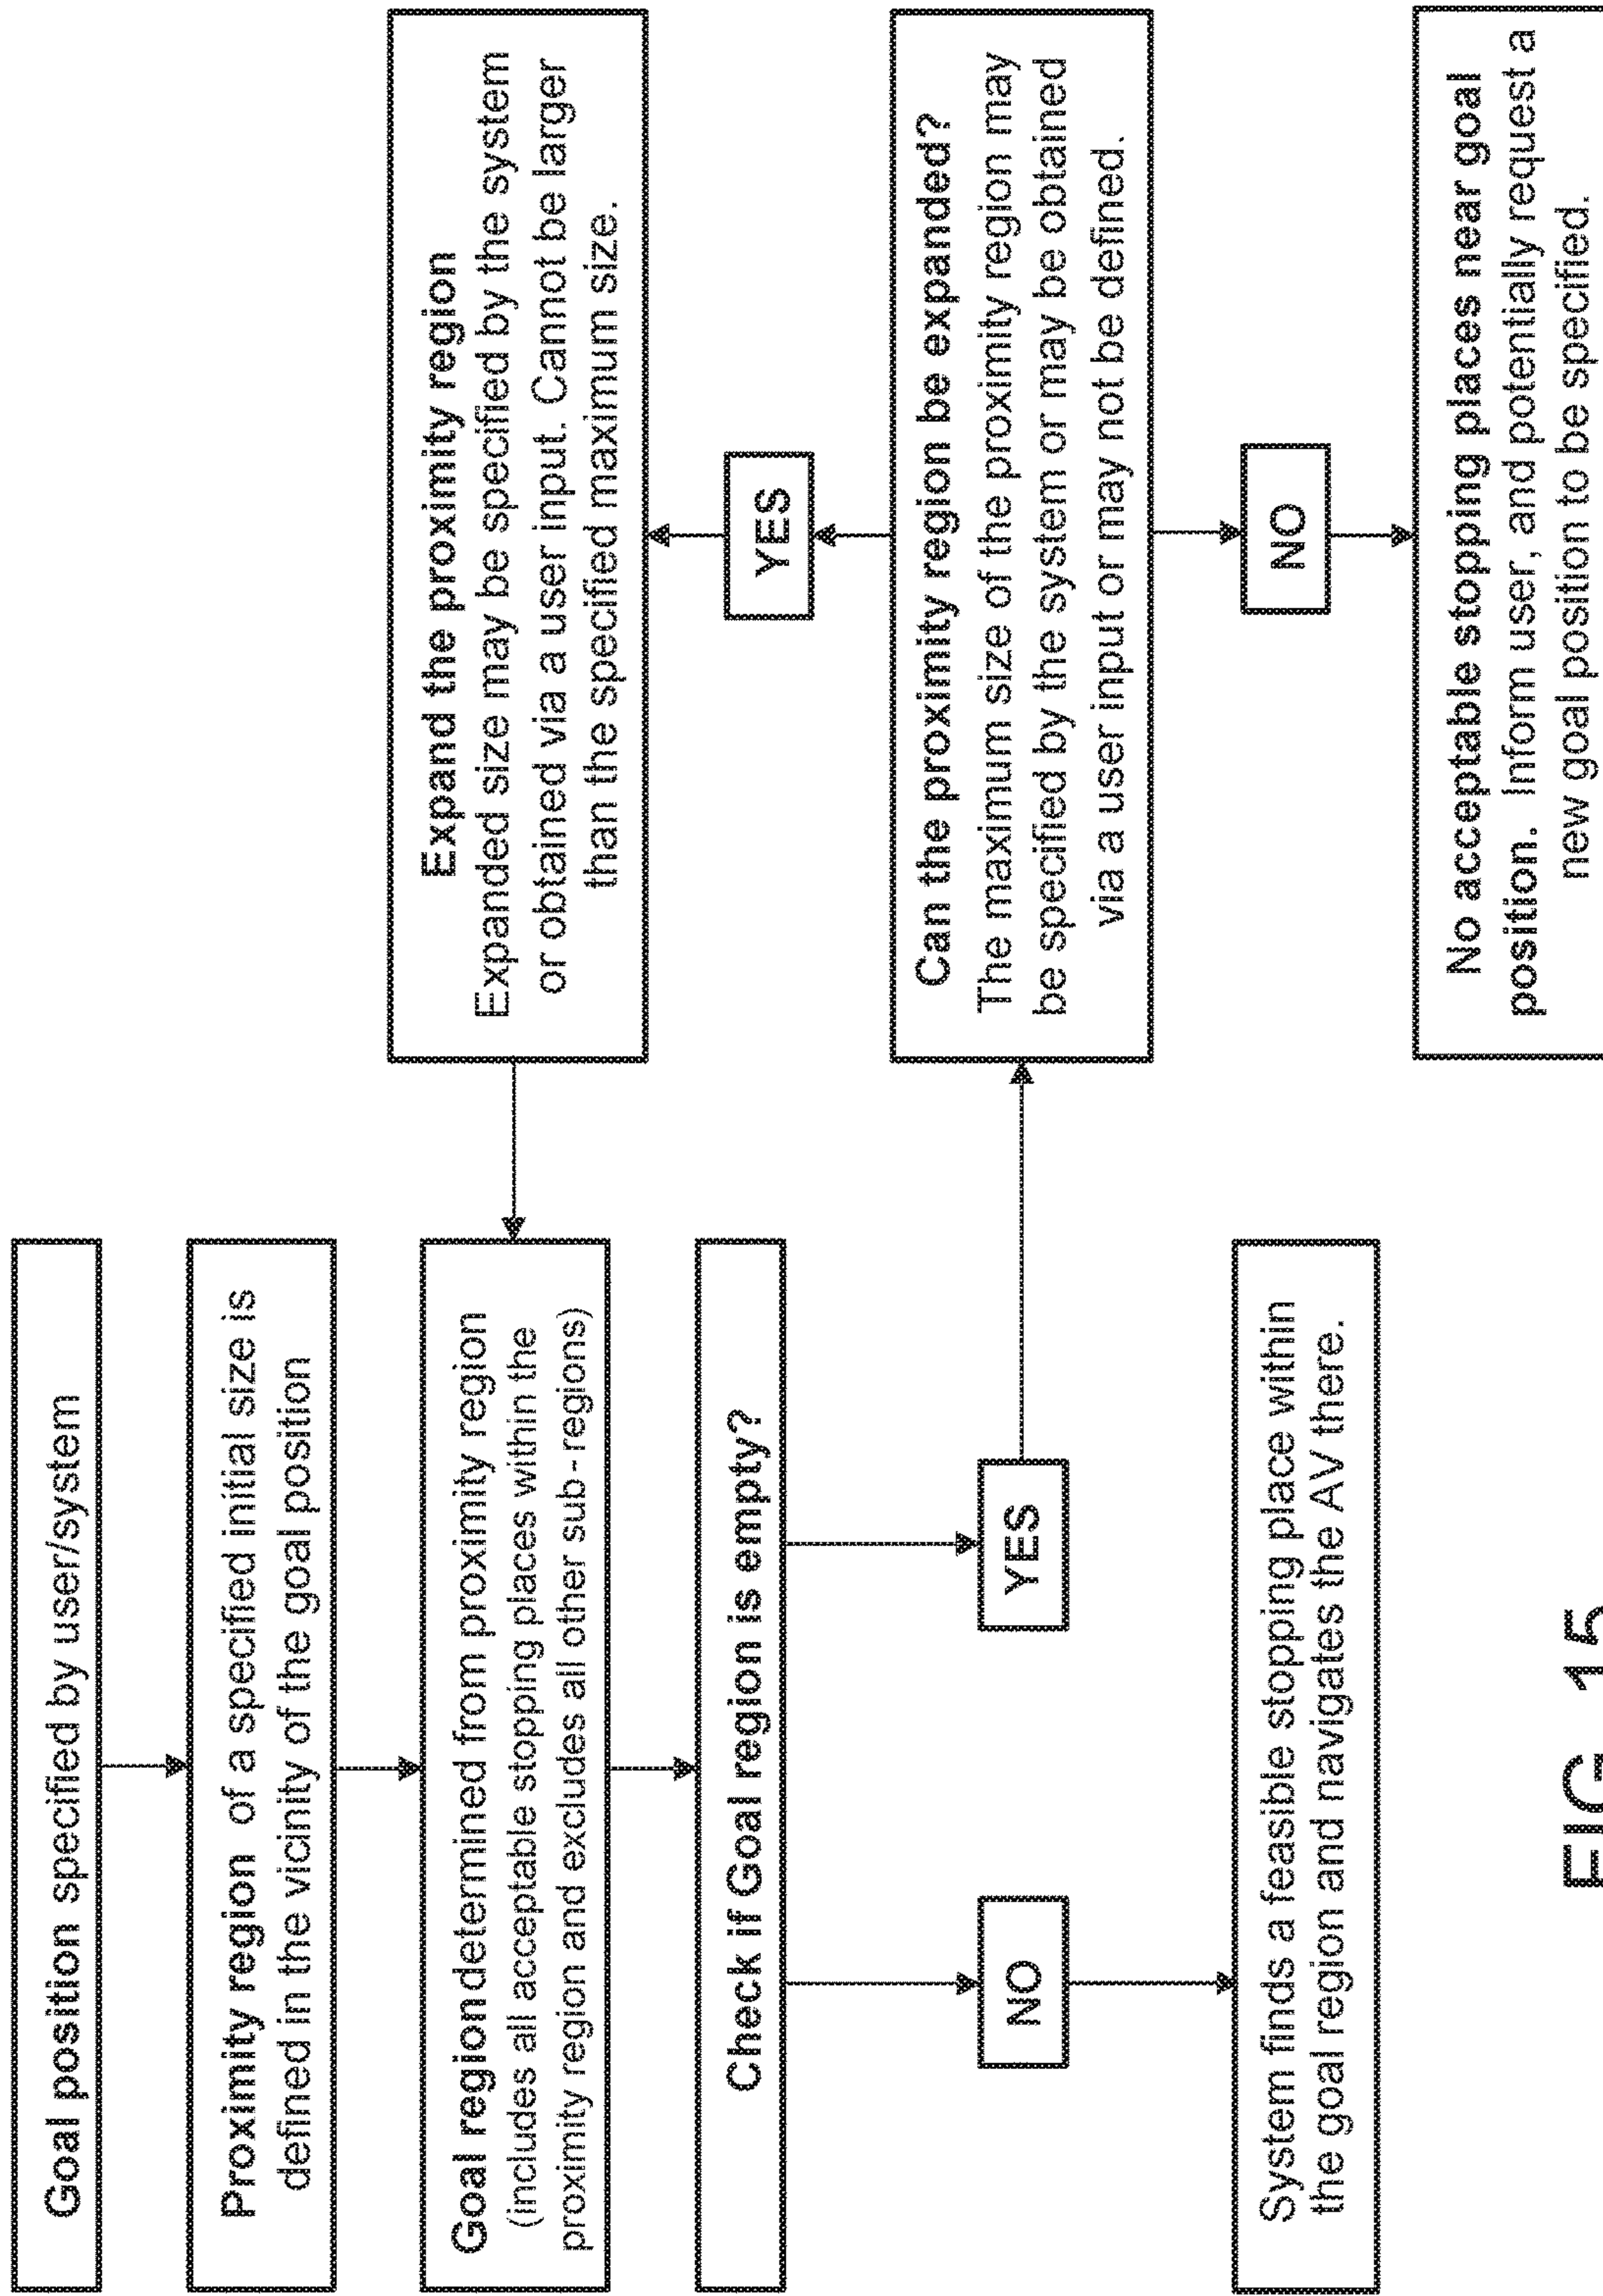 Goal position specified by user/system
Proximity region of a specified initial size is
defined in the vicinity of the goal position
Goal region determined from proximity region
(includes all acceptable stopping places within the
proximity region and excludes all other sub-regions)
Check if Goal region is empty?
NO
YES
System finds a feasible stopping place within
the goal region and navigates the AV there.
Expand the proximity region
Expanded size may be specified by the system
or obtained via a user input. Cannot be larger
than the specified maximum size.
YES
Can the proximity region be expanded?
The maximum size of the proximity region may
be specified by the system or may be obtained
via a user input or may not be defined.
NO
No acceptable stopping places near goal
position. Inform user, and potentially request a
new goal position to be specified.
FIG. 15